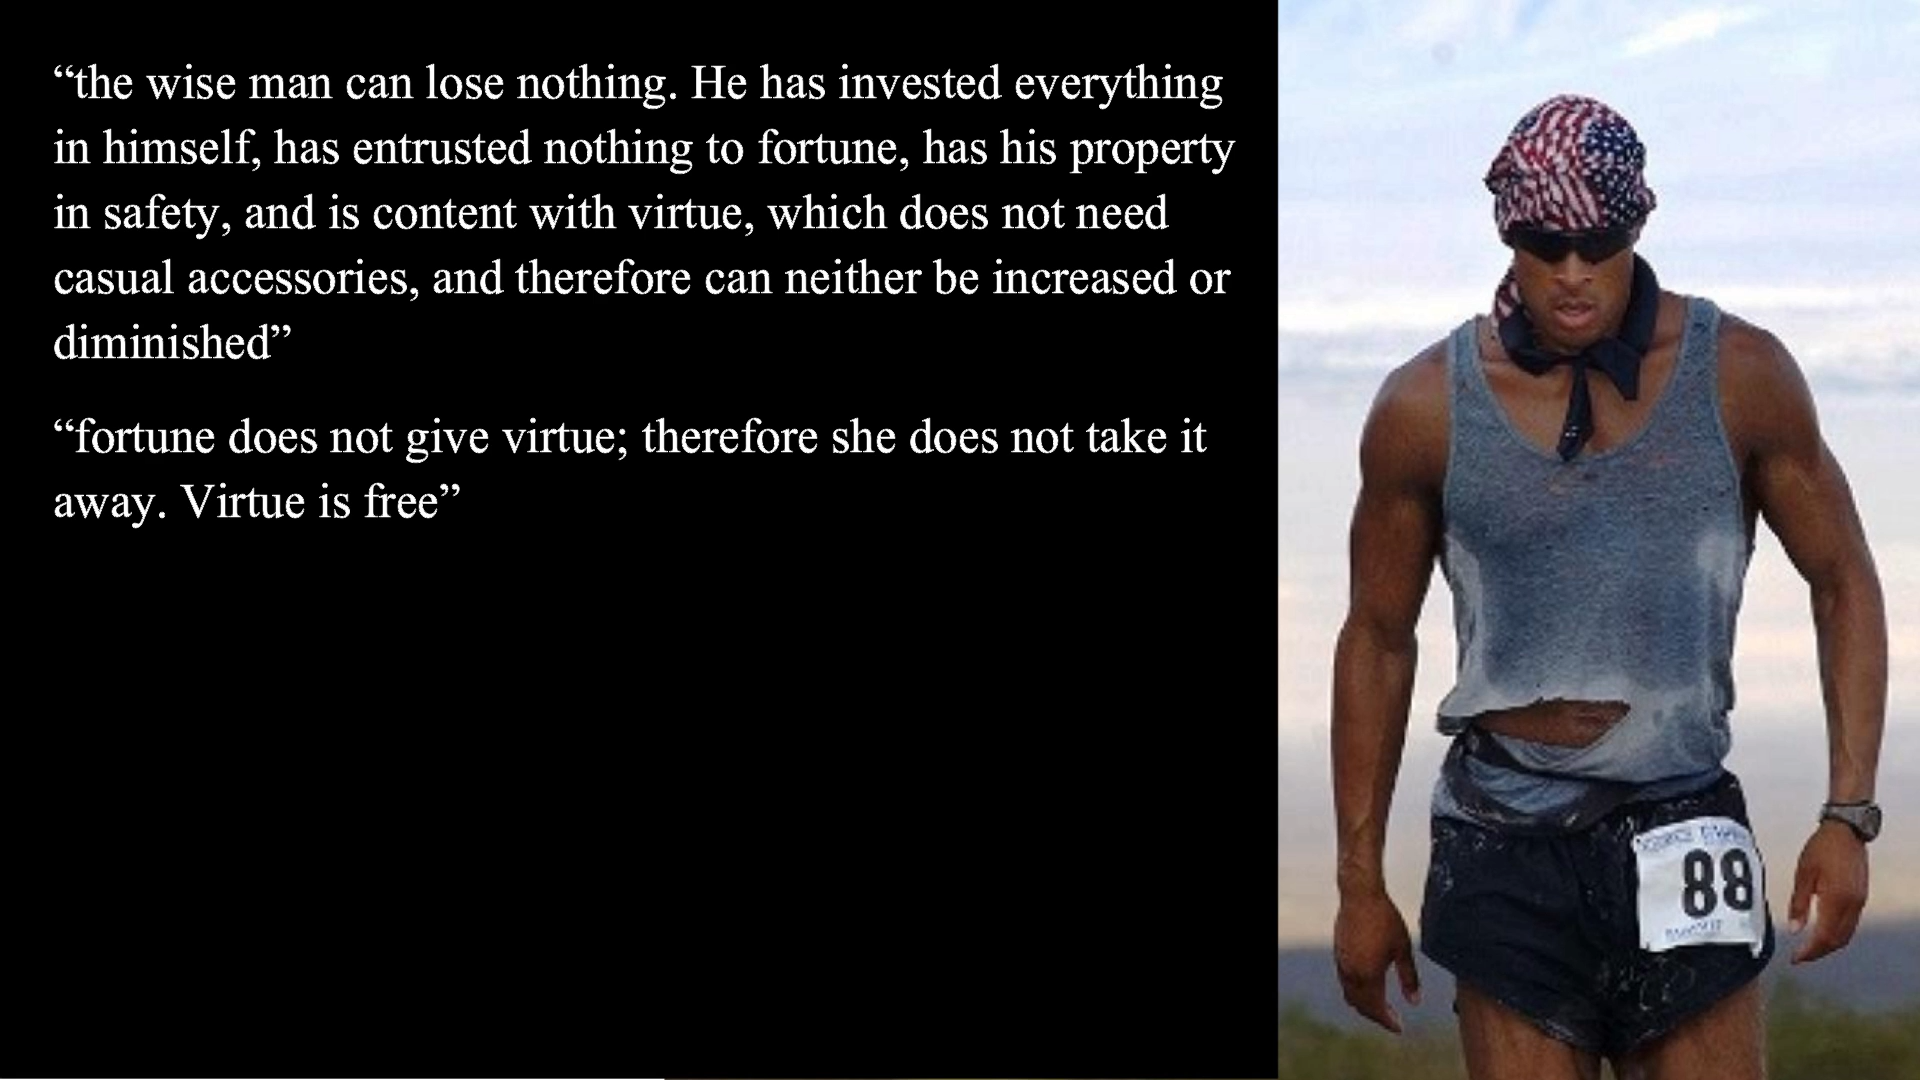 “the wise man can lose nothing. He has invested everything
in himself, has entrusted nothing to fortune, has his property
in safety, and is content with virtue, which does not need
casual accessories, and therefore can neither be increased or
diminished”
“fortune does not give virtue; therefore she does not take it
away. Virtue is free”
88